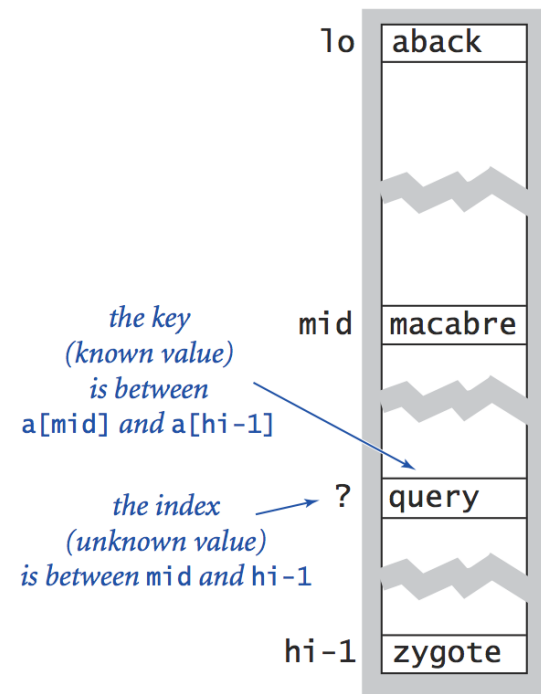 lo aback
mid macabre
the key
(known value)
is between
a[mid] and a[hi-1]
? query
the index
(unknown value)
is between mid and hi-1
hi-1 zygote